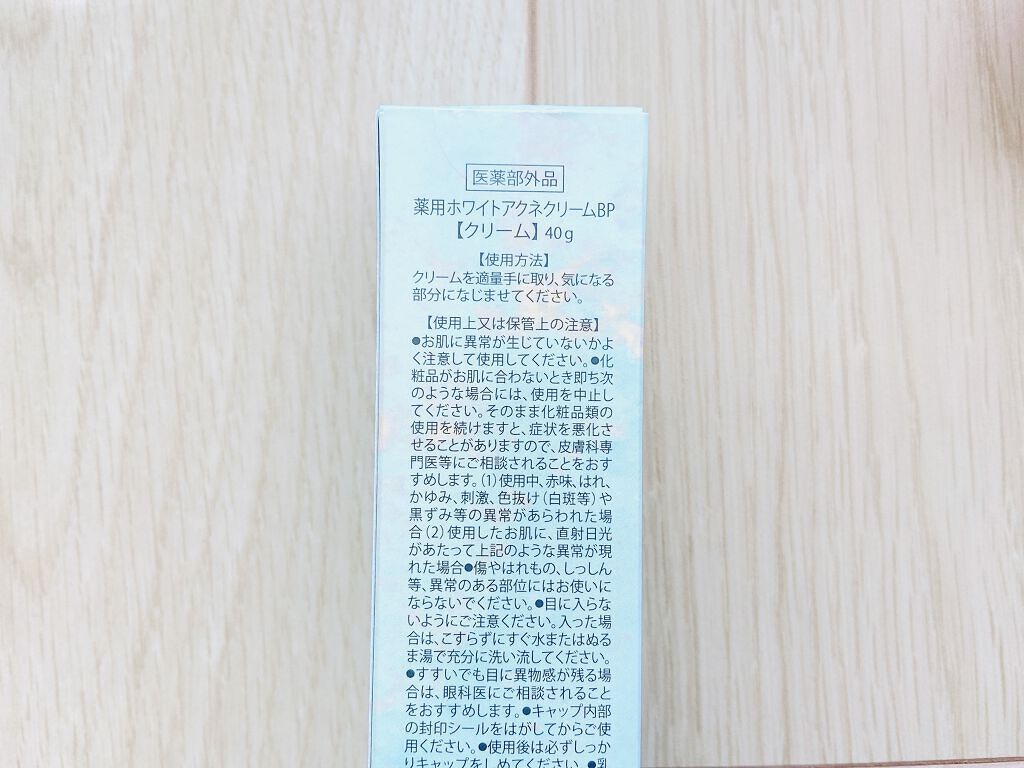 医薬部外品
薬用ホワイトアクネクリームBP
【クリーム】40g
【使用方法】
クリームを適量手に取り、気になる
部分になじませてください。
【使用上又は保管上の注意】
●お肌に異常が生じていないかよ
く注意して使用してください。●化
粧品がお肌に合わないとき即ち次
のような場合には、使用を中止し
てください。そのまま化粧品類の
使用を続けますと、症状を悪化さ
せることがありますので、皮膚科専
門医等にご相談されることをおす
すめします。(1)使用中、赤味、はれ、
かゆみ、刺激、色抜け(白斑等)や
黒ずみ等の異常があらわれた場
合(2)使用したお肌に、直射日光
があたって上記のような異常が現
れた場合●傷やはれもの、しっしん
等、異常のある部位にはお使いに
ならないでください。●目に入らな
いようにご注意ください。入った場
合は、こすらずにすぐ水またはぬる
ま湯で充分に洗い流してください。
●すすいでも目に異物感が残る場
合は、眼科医にご相談されること
をおすすめします。●キャップ内部
の封印シールをはがしてからご使
用ください。●使用後は必ずしっか
りキャップをしめてください。●乳